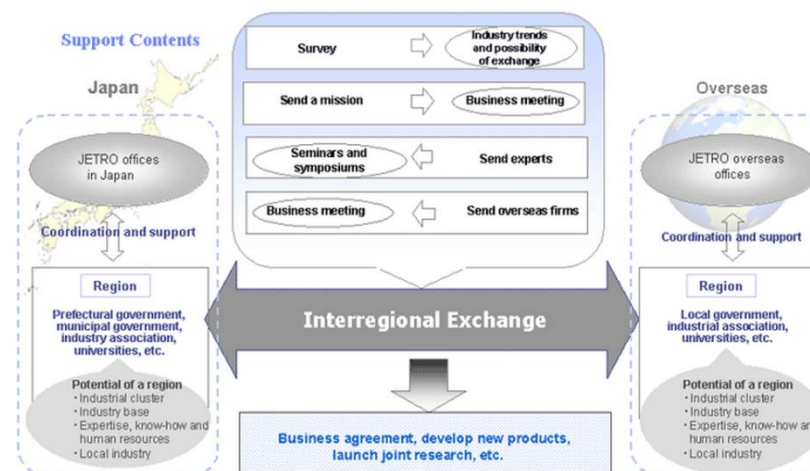 Support Contents
Survey
Industry trends
and possibility
of exchange
Send a mission
Business meeting
Seminars and
symposiums
Send experts
Business meeting
Send overseas firms
Japan
JETRO offices
in Japan
Coordination and support
Region
Prefectural government,
municipal government,
industry association,
universities, etc.
Potential of a region
・Industrial cluster
・Industry base
・Expertise, know-how and
human resources
・Local industry
Interregional Exchange
Business agreement, develop new products,
launch joint research, etc.
Overseas
JETRO overseas
offices
Coordination and support
Region
Local government,
industrial association,
universities, etc.
Potential of a region
・Industrial cluster
・Industry base
・Expertise, know-how an
human resources
・Local industry